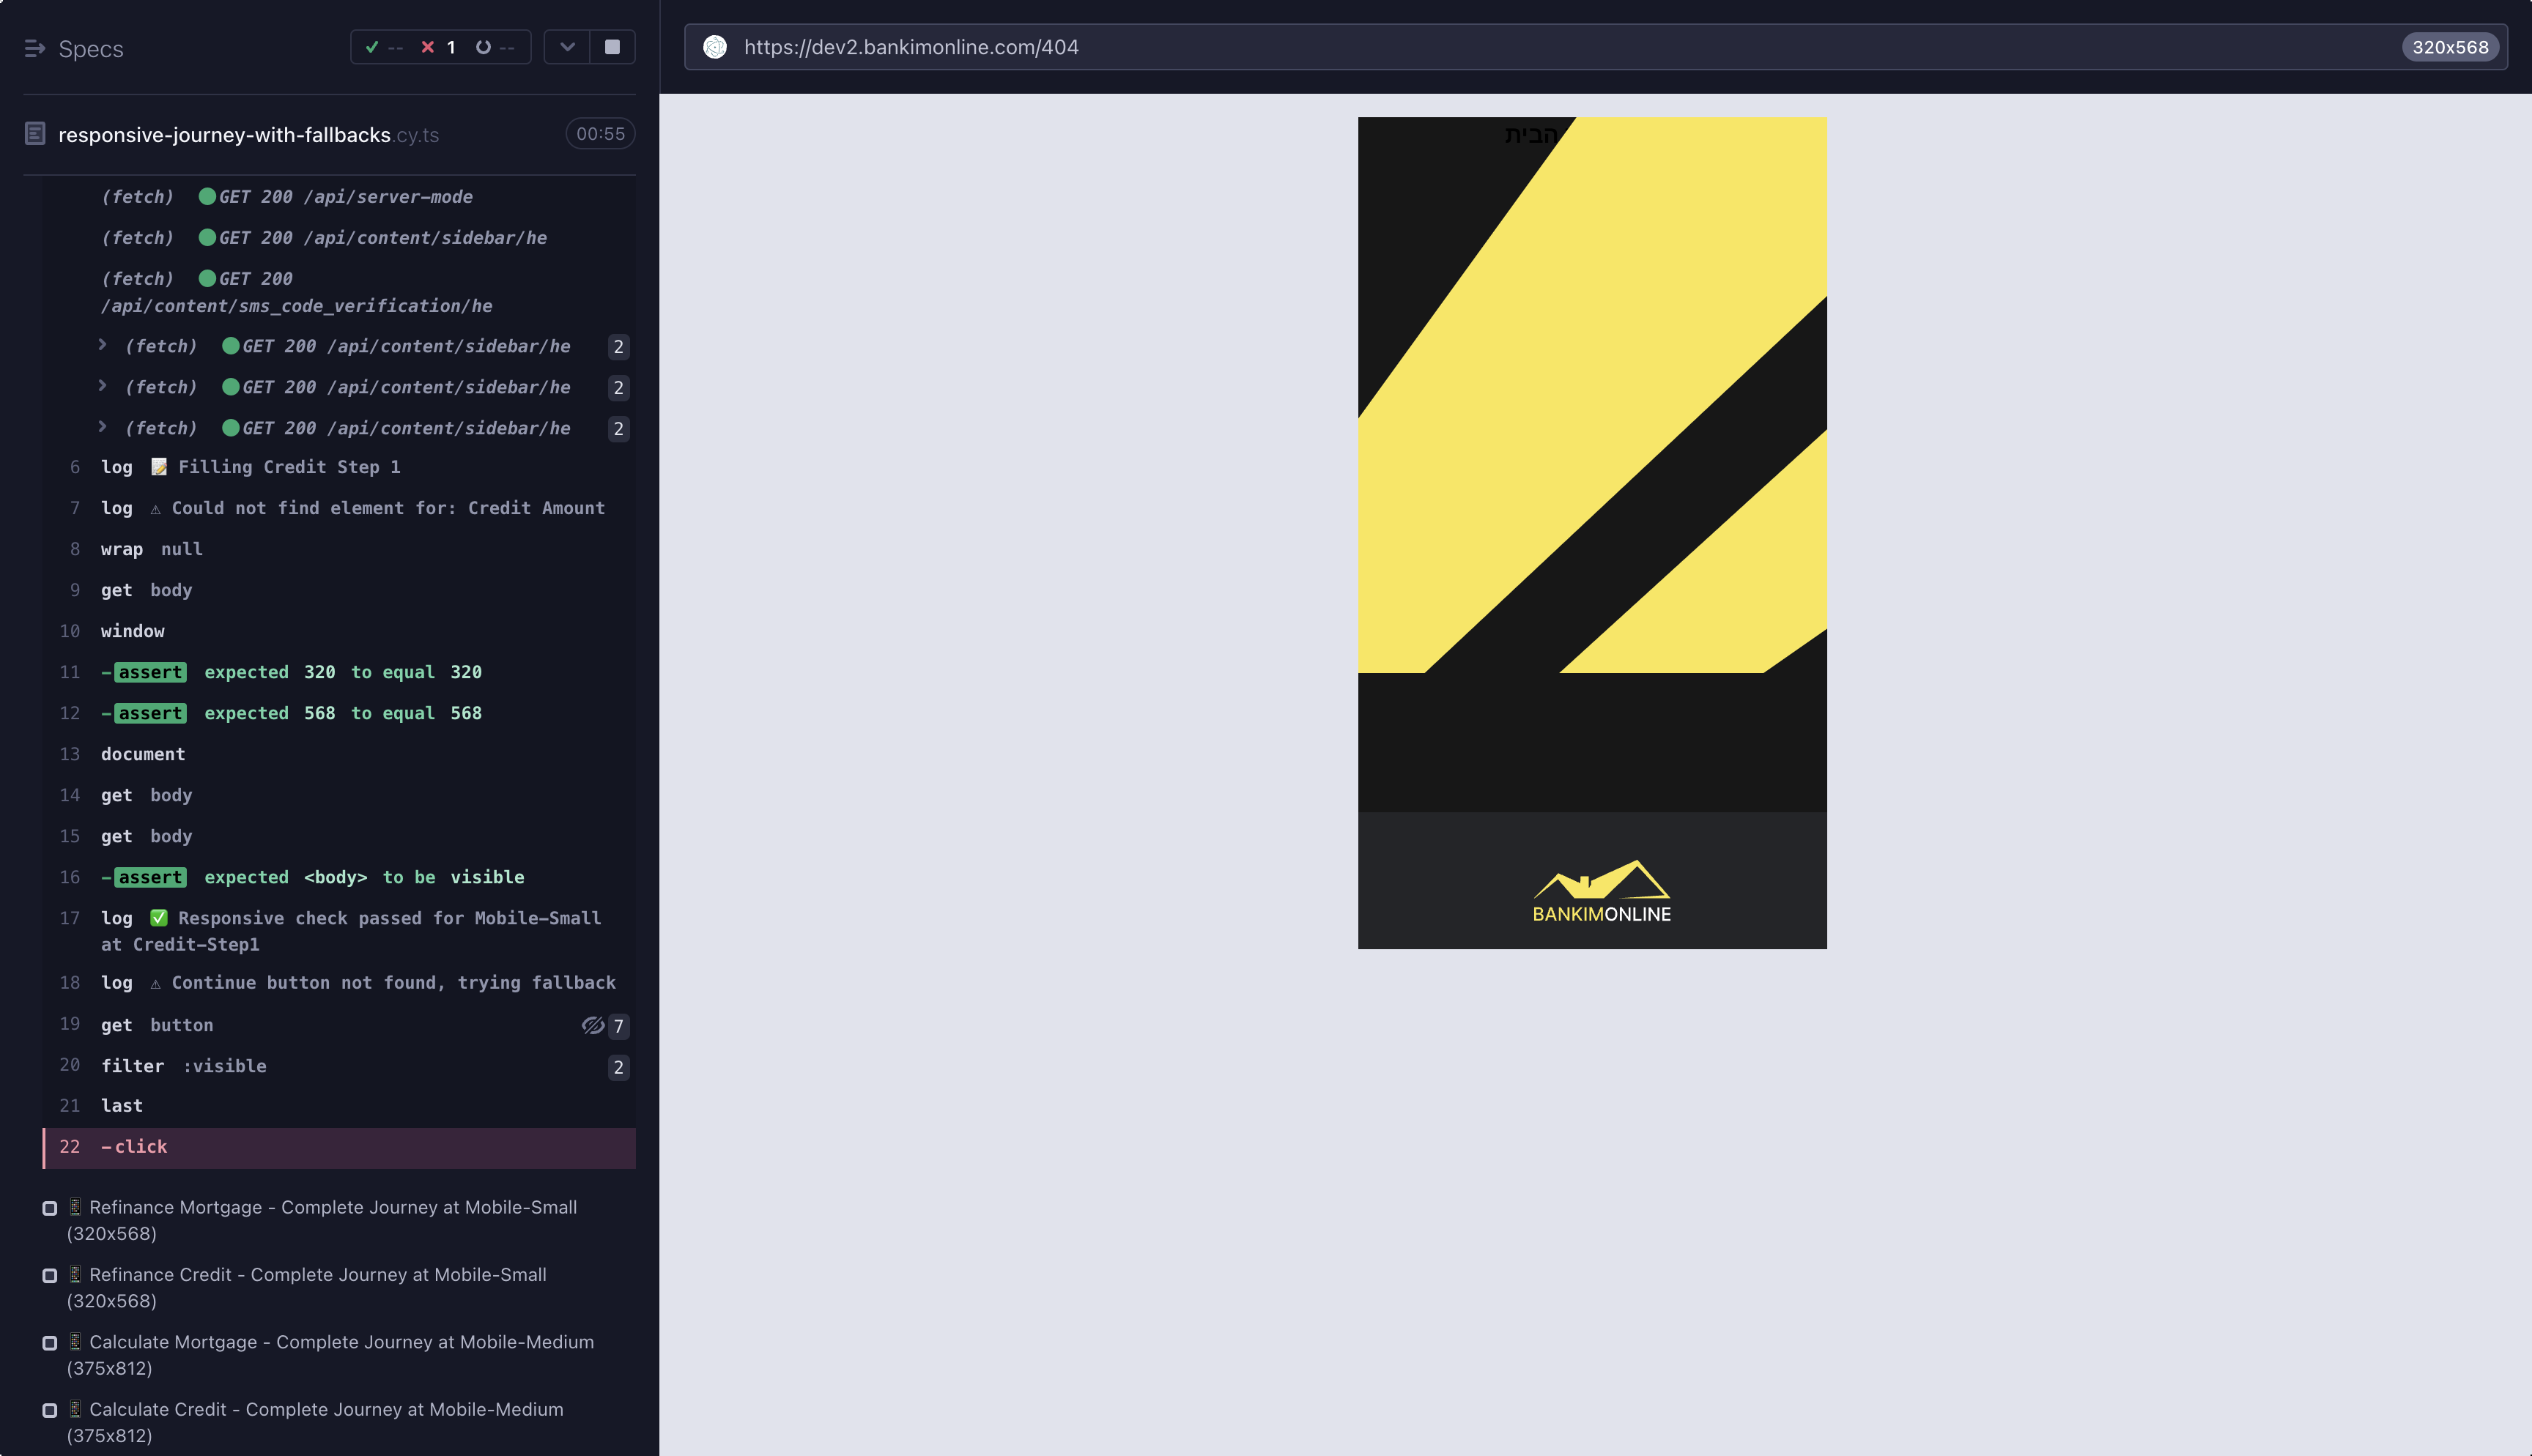 Specs
-- 1 --
https://dev2.bankimonline.com/404
320x568
responsive-journey-with-fallbacks.cy.ts
00:55
(fetch) GET 200 /api/server-mode
(fetch) GET 200 /api/content/sidebar/he
(fetch) GET 200
/api/content/sms_code_verification/he
(fetch) GET 200 /api/content/sidebar/he 2
(fetch) GET 200 /api/content/sidebar/he 2
(fetch) GET 200 /api/content/sidebar/he 2
6 log 📝 Filling Credit Step 1
7 log ⚠ Could not find element for: Credit Amount
8 wrap null
9 get body
10 window
11 -assert expected 320 to equal 320
12 -assert expected 568 to equal 568
13 document
14 get body
15 get body
16 -assert expected <body> to be visible
17 log ✅ Responsive check passed for Mobile-Small
at Credit-Step1
18 log ⚠ Continue button not found, trying fallback
19 get button 7
20 filter :visible 2
21 last
22 -click
📱 Refinance Mortgage - Complete Journey at Mobile-Small
(320x568)
📱 Refinance Credit - Complete Journey at Mobile-Small
(320x568)
📱 Calculate Mortgage - Complete Journey at Mobile-Medium
(375x812)
📱 Calculate Credit - Complete Journey at Mobile-Medium
(375x812)
הבית
BANKIMONLINE